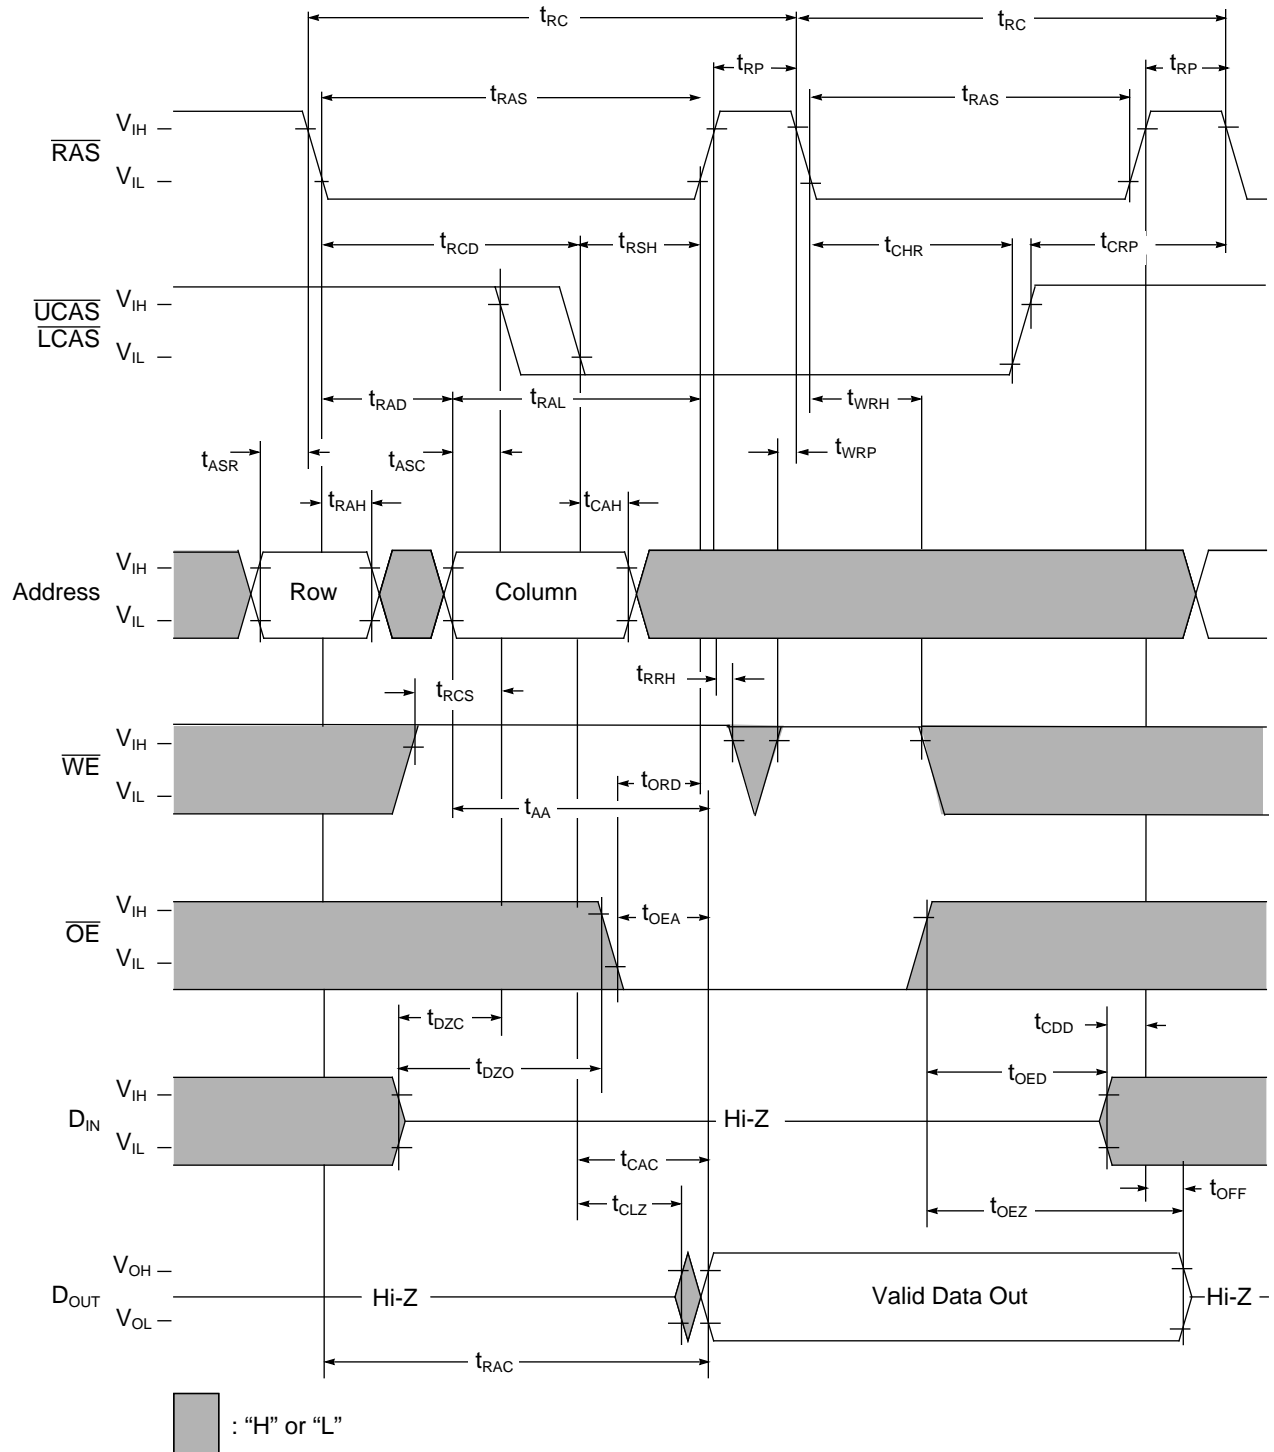 tRC
tRC
tRP
tRP
tRAS
tRAS
RAS
VIH
VIL
tRCD
tRSH
tCHR
tCRP
UCAS
LCAS
VIH
VIL
tRAD
tRAL
tWRH
tASR
tASC
tWRP
tRAH
tCAH
Address
VIH
VIL
Row
Column
tRRH
tRCS
WE
VIH
VIL
tORD
tAA
OE
VIH
VIL
tOEA
tDZC
tCDD
tDZO
tOED
DIN
VIH
VIL
Hi-Z
tCAC
tCLZ
tOFF
tOEZ
DOUT
VOH
VOL
Hi-Z
Valid Data Out
Hi-Z
tRAC
: “H” or “L”